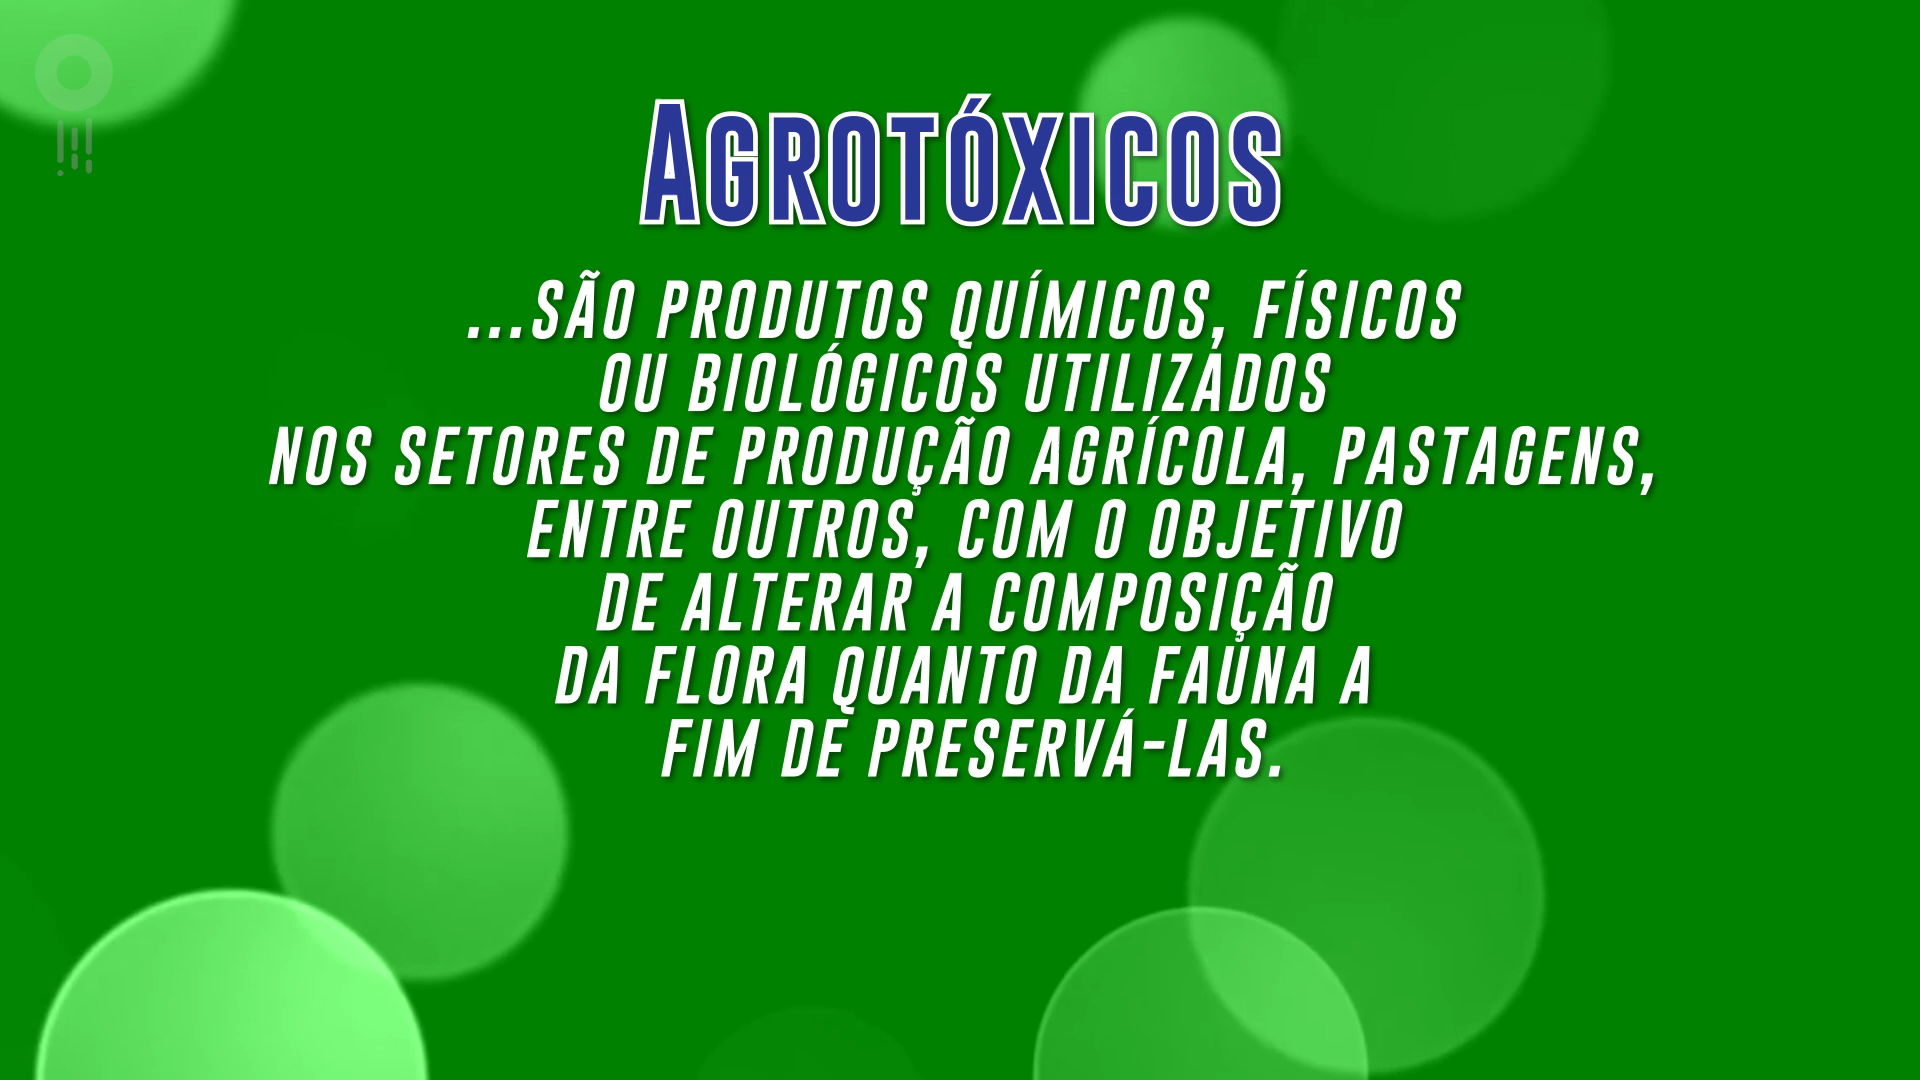 AGROTÓXICOS
...SÃO PRODUTOS QUÍMICOS, FÍSICOS
OU BIOLÓGICOS UTILIZADOS
NOS SETORES DE PRODUÇÃO AGRÍCOLA, PASTAGENS,
ENTRE OUTROS, COM O OBJETIVO
DE ALTERAR A COMPOSIÇÃO
DA FLORA QUANTO DA FAUNA A
FIM DE PRESERVÁ-LAS.